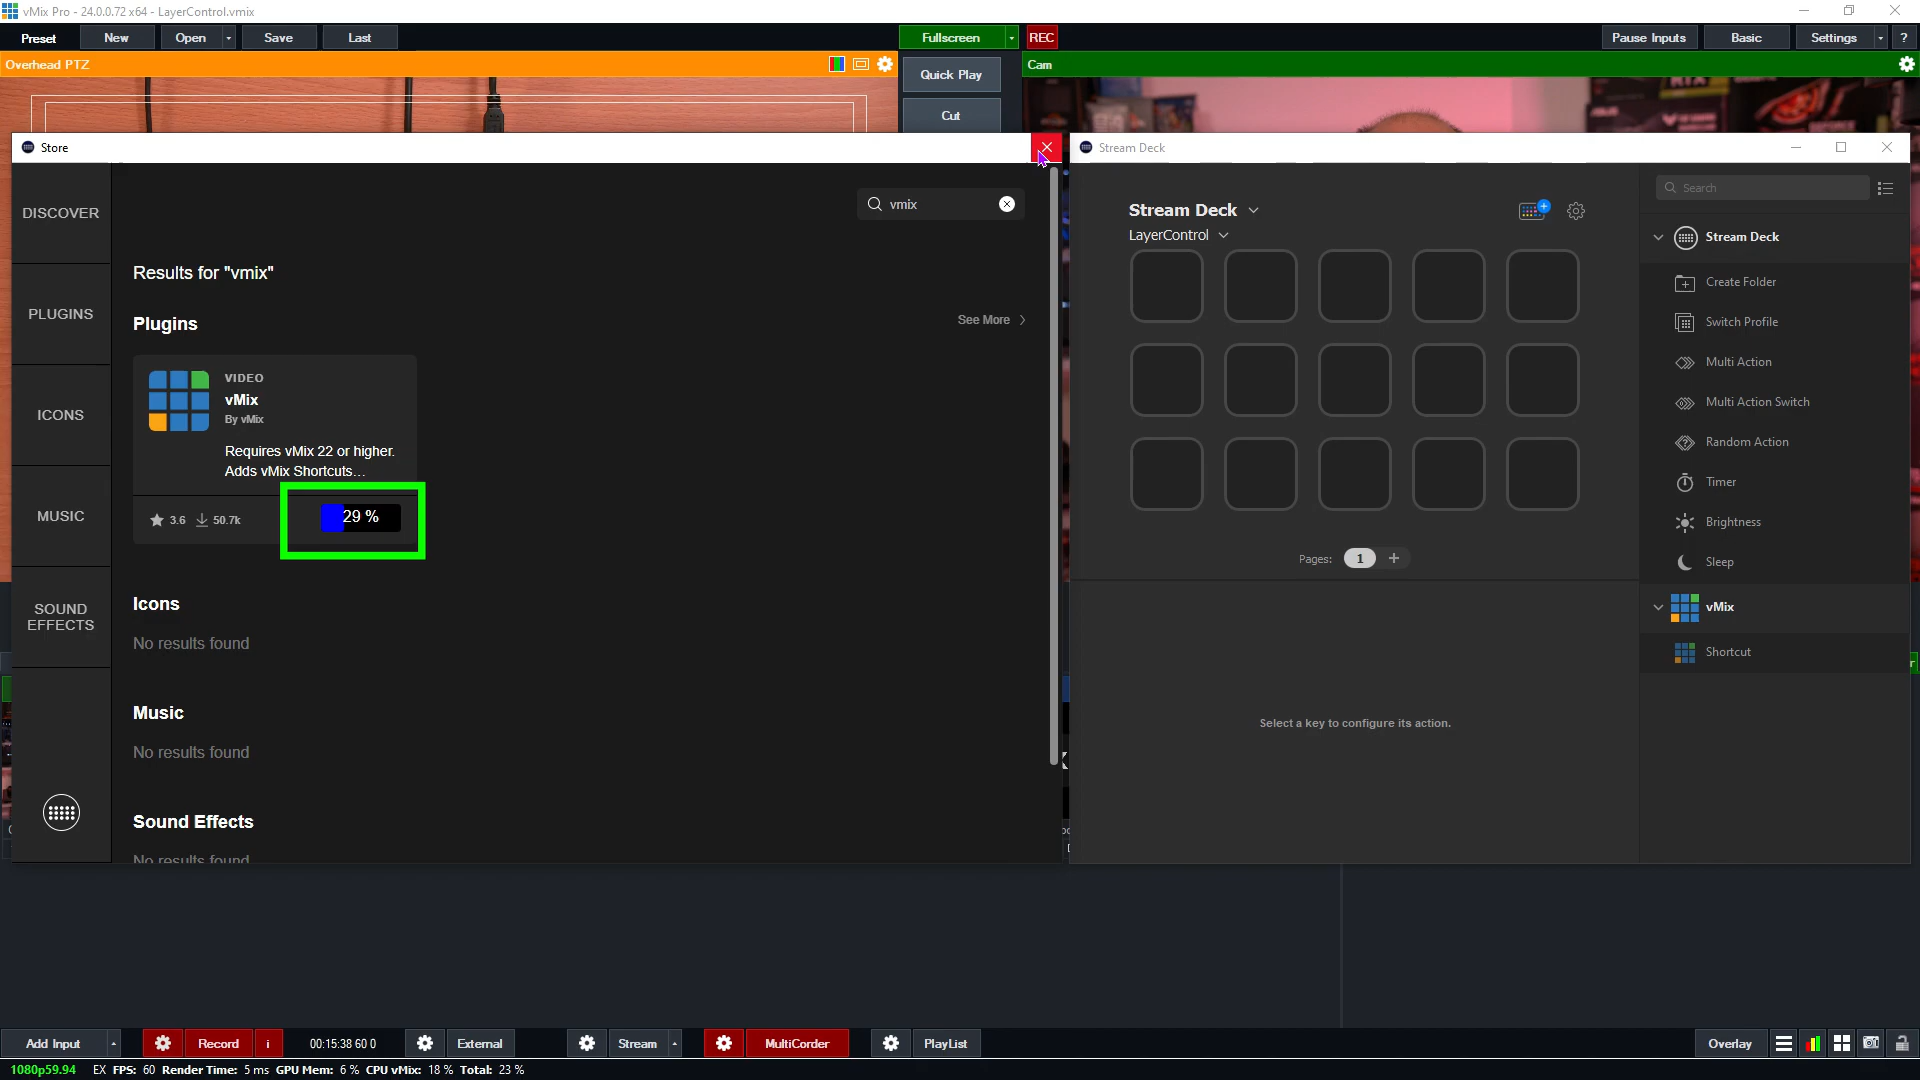 vMix Pro - 24.0.0.72 x64 - LayerControl.vmix
Preset
New
Open
Save
Last
Fullscreen
REC
Pause Inputs
Basic
Settings
?
Overhead PTZ
Quick Play
Cam
Cut
Store
Stream Deck
DISCOVER
PLUGINS
ICONS
MUSIC
SOUND
EFFECTS
vmix
Results for "vmix"
Plugins
See More
VIDEO
vMix
By vMix
Requires vMix 22 or higher.
Adds vMix Shortcuts...
3.6
50.7k
29 %
Icons
No results found
Music
No results found
Sound Effects
No results found
Stream Deck
LayerControl
Pages:
1
+
Select a key to configure its action.
Search
Stream Deck
Create Folder
Switch Profile
Multi Action
Multi Action Switch
Random Action
Timer
Brightness
Sleep
vMix
Shortcut
Add Input
Record
i
00:15:38 60 0
External
Stream
MultiCorder
PlayList
Overlay
1080p59.94
EX FPS: 60 Render Time: 5 ms GPU Mem: 6 % CPU vMix: 18 % Total: 23 %